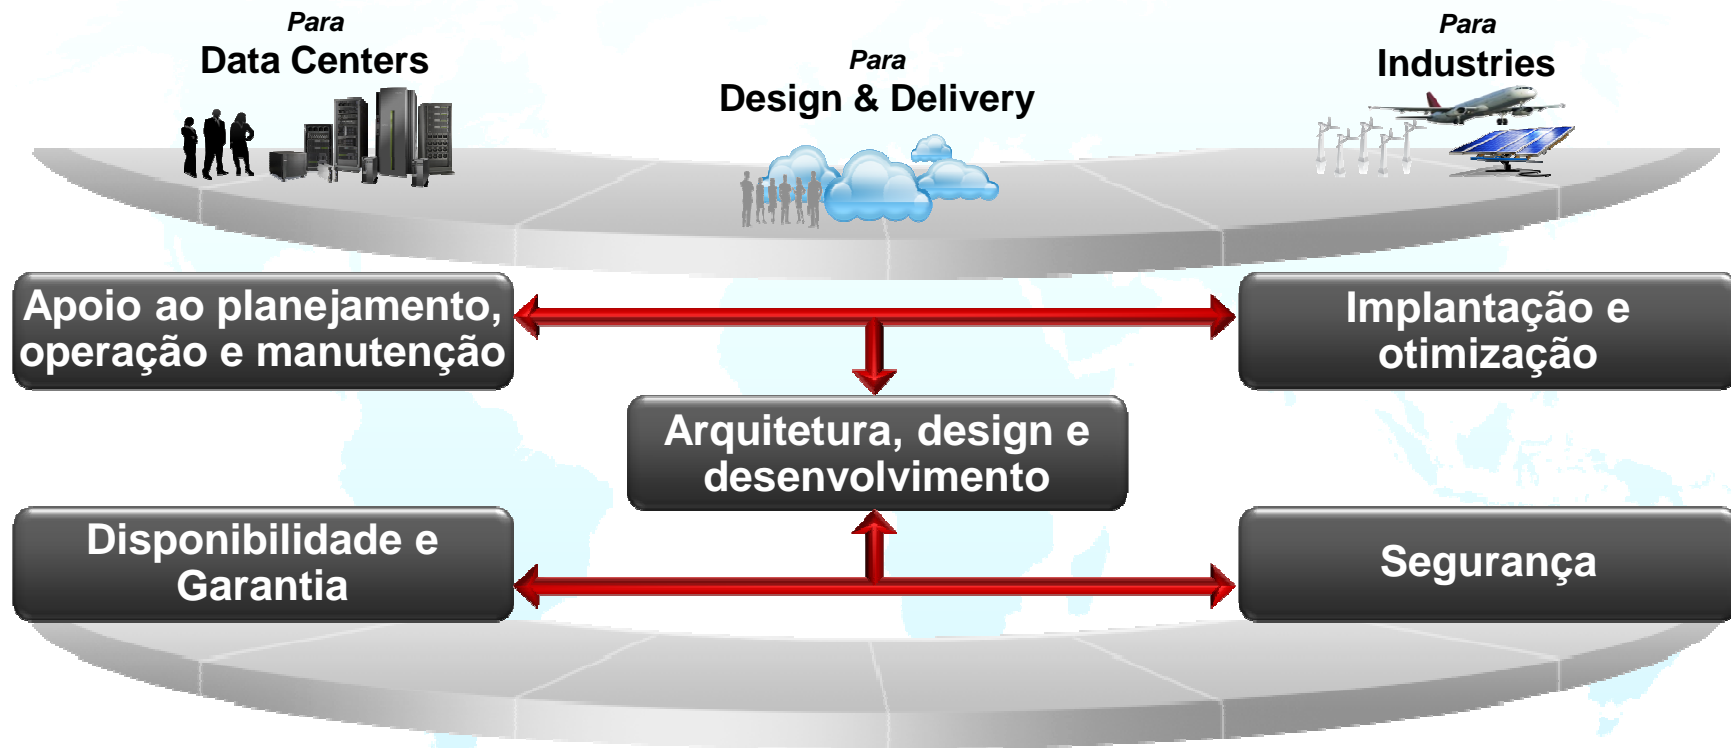 Para
Data Centers
Para
Design & Delivery
Para
Industries
Apoio ao planejamento,
operação e manutenção
Implantação e
otimização
Arquitetura, design e
desenvolvimento
Disponibilidade e
Garantia
Segurança